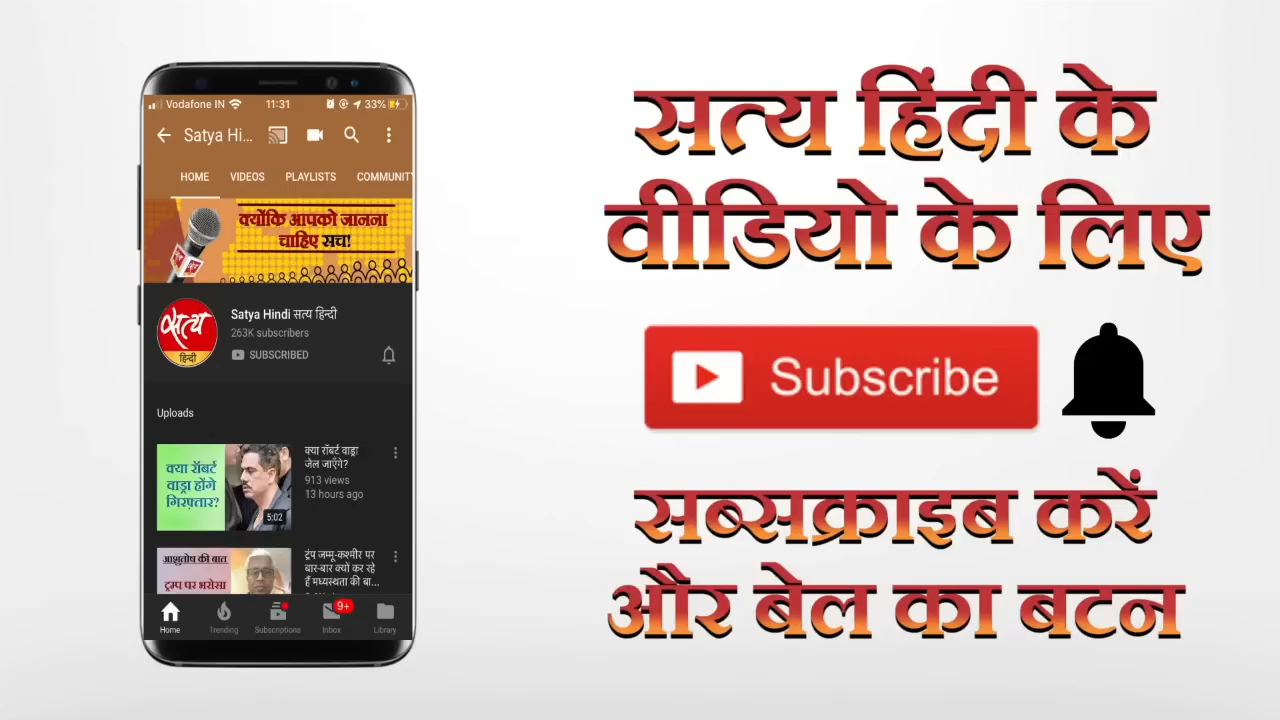 Vodafone IN 11:31 33%
Satya Hi...
HOME VIDEOS PLAYLISTS COMMUNITY
क्योंकि आपको जानना
चाहिए सच!
सत्य
हिन्दी
Satya Hindi सत्य हिन्दी
263K subscribers
SUBSCRIBED
Uploads
क्या रॉबर्ट
वाड्रा होंगे
गिरफ़्तार?
5:02
क्या रॉबर्ट वाड्रा
जेल जाएँगे?
913 views
13 hours ago
आशुतोष की बात
ट्रम्प पर भरोसा
ट्रंप जम्मू-कश्मीर पर
बार-बार क्यों कर रहे
हैं मध्यस्थता की बा...
9+
Home Trending Subscriptions Inbox Library
सत्य हिंदी के
वीडियो के लिए
Subscribe
सब्सक्राइब करें
और बेल का बटन